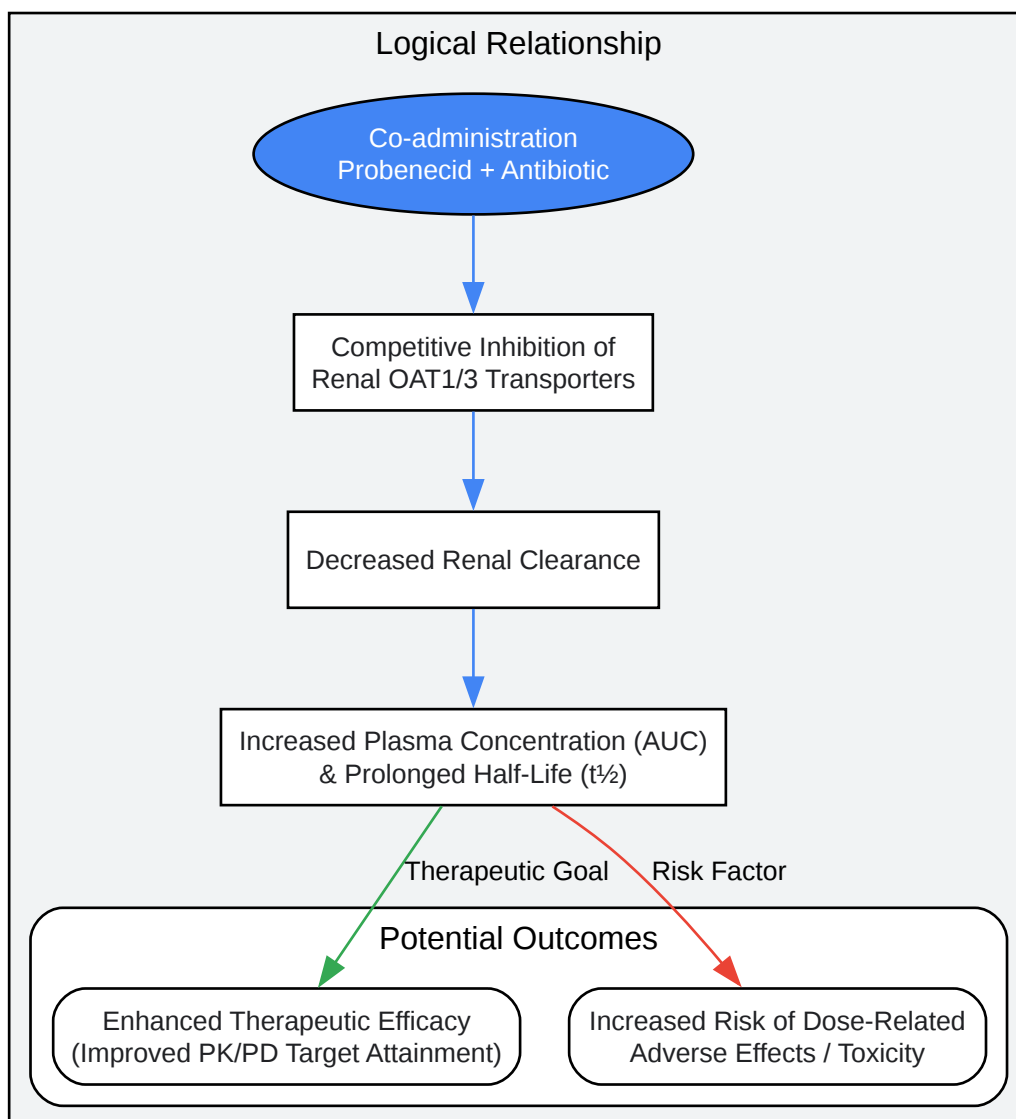 Logical Relationship
Co-administration
Probenecid + Antibiotic
Competitive Inhibition of
Renal OAT1/3 Transporters
Decreased Renal Clearance
Increased Plasma Concentration (AUC)
& Prolonged Half-Life (t½)
Therapeutic Goal
Risk Factor
Potential Outcomes
Enhanced Therapeutic Efficacy
(Improved PK/PD Target Attainment)
Increased Risk of Dose-Related
Adverse Effects / Toxicity